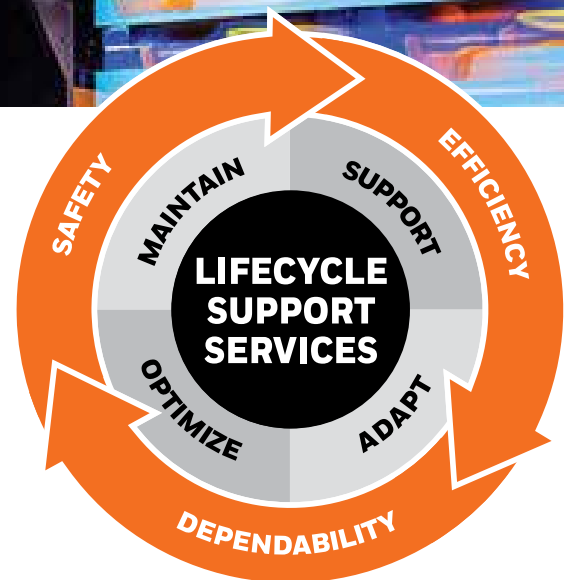 SAFETY
EFFICIENCY
MAINTAIN
SUPPORT
LIFECYCLE
SUPPORT
SERVICES
OPTIMIZE
ADAPT
DEPENDABILITY